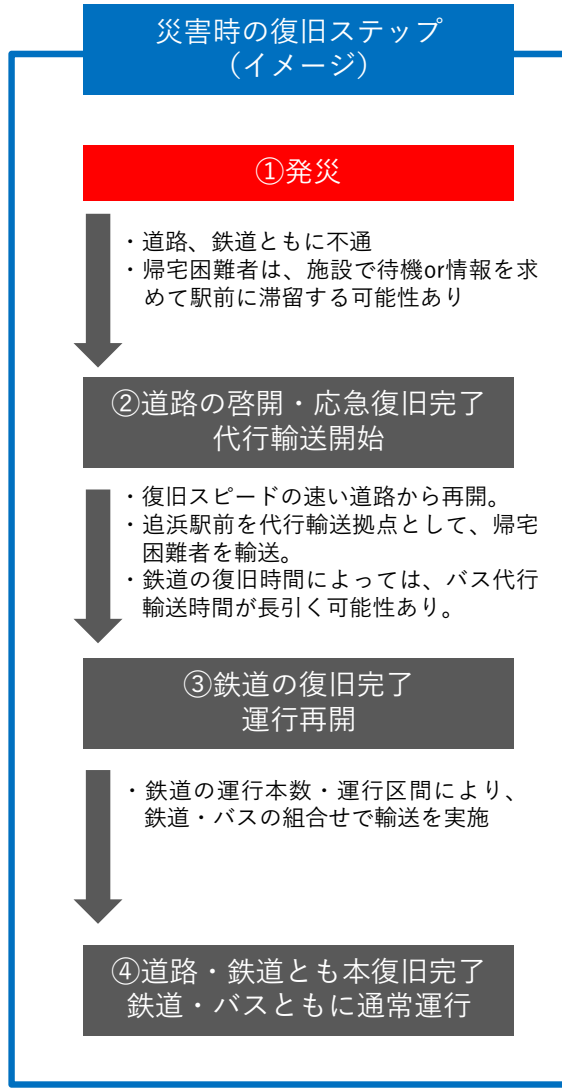 災害時の復旧ステップ
（イメージ）
①発災
・道路、鉄道ともに不通
・帰宅困難者は、施設で待機or情報を求
めて駅前に滞留する可能性あり
②道路の啓開・応急復旧完了
代行輸送開始
・復旧スピードの速い道路から再開。
・追浜駅前を代行輸送拠点として、帰宅
困難者を輸送。
・鉄道の復旧時間によっては、バス代行
輸送時間が長引く可能性あり。
③鉄道の復旧完了
運行再開
・鉄道の運行本数・運行区間により、
鉄道・バスの組合せで輸送を実施
④道路・鉄道とも本復旧完了
鉄道・バスともに通常運行